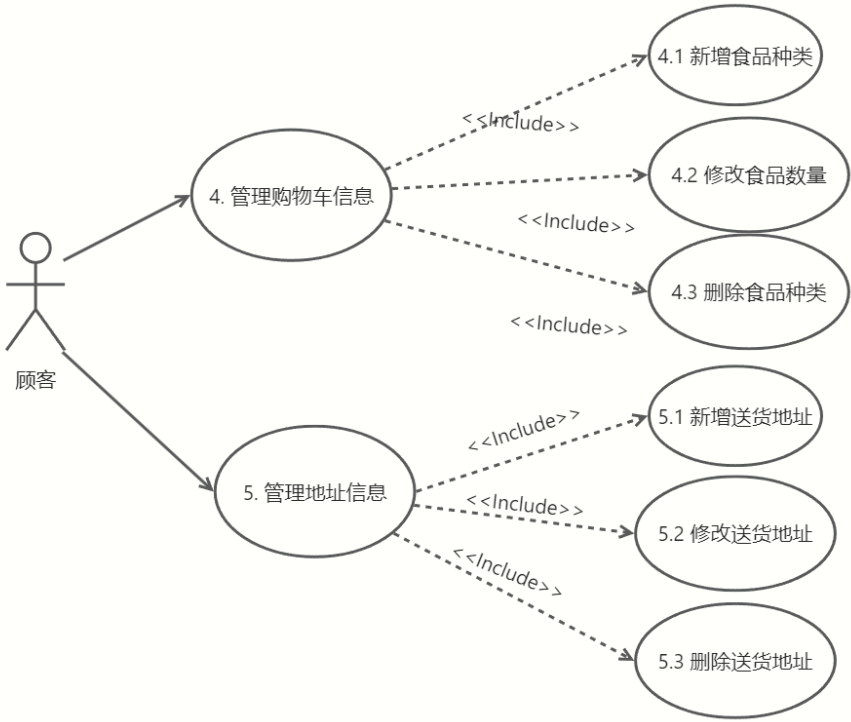 4.1 新增食品种类
<<Include>>
4. 管理购物车信息
4.2 修改食品数量
<<Include>>
4.3 删除食品种类
<<Include>>
顾客
5.1 新增送货地址
<<Include>>
5. 管理地址信息
<<Include>>
5.2 修改送货地址
<<Include>>
5.3 删除送货地址